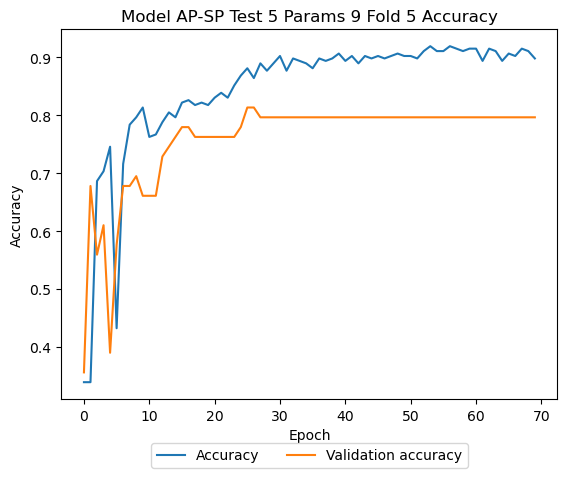 Model AP-SP Test 5 Params 9 Fold 5 Accuracy
Accuracy
0.9
0.8
0.7
0.6
0.5
0.4
0 10 20 30 40 50 60 70
Epoch
Accuracy Validation accuracy